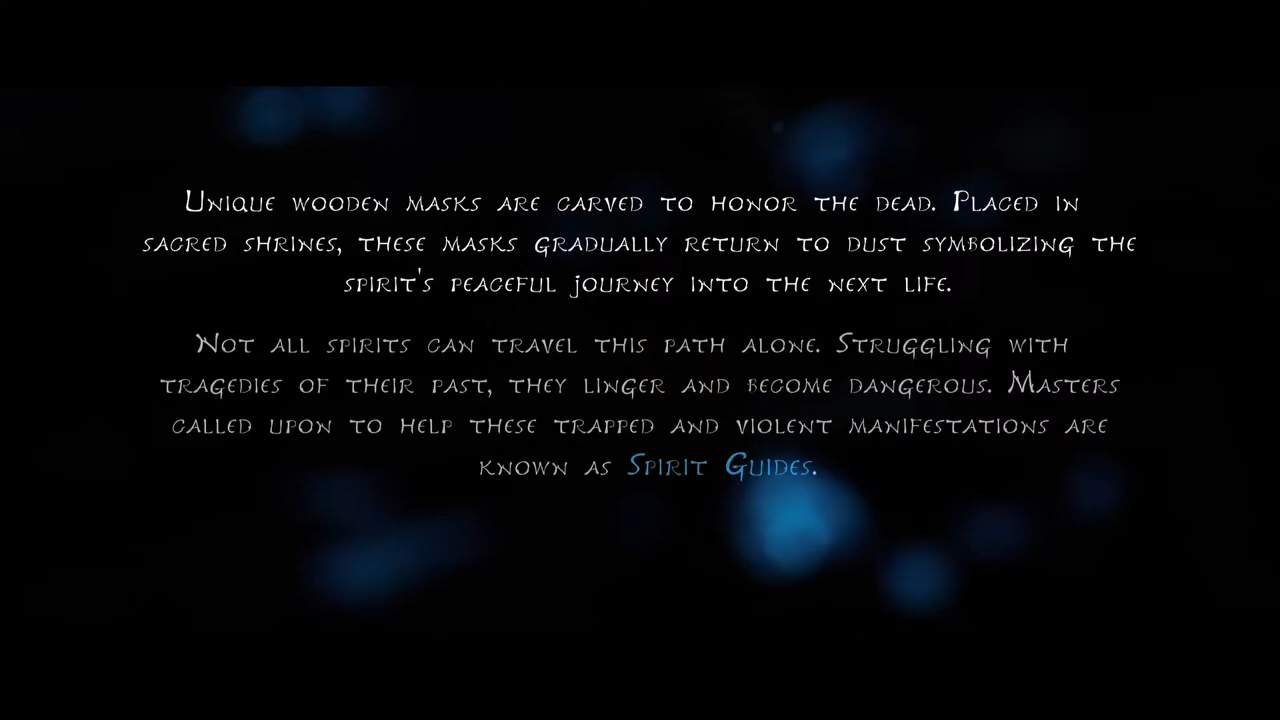 Unique wooden masks are carved to honor the dead. Placed in
sacred shrines, these masks gradually return to dust symbolizing the
spirit's peaceful journey into the next life.
Not all spirits can travel this path alone. Struggling with
tragedies of their past, they linger and become dangerous. Masters
called upon to help these trapped and violent manifestations are
known as Spirit Guides.